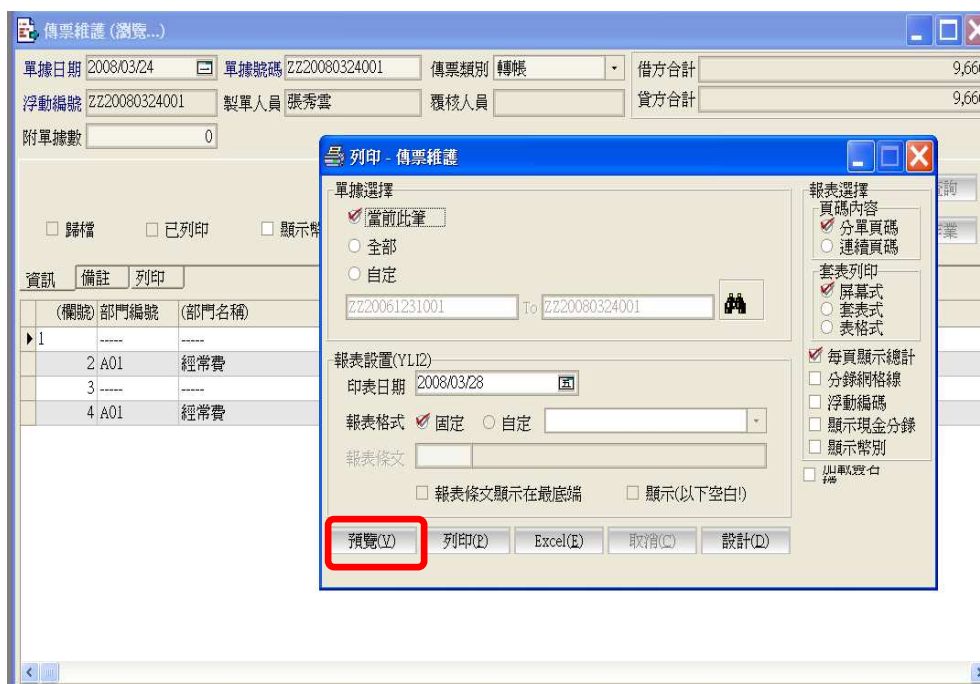 傳票維護 (瀏覽...)
單據日期 2008/03/24 單據號碼 ZZ20080324001 傳票類別 轉帳 借方合計 9,66
浮動編號 ZZ20080324001 製單人員 張秀雲 覆核人員 貸方合計 9,66
附單據數 0
歸檔 已列印 顯示幣
資訊 備註 列印
(欄號) 部門編號 (部門名稱)
1 ----- -----
2 A01 經常費
3 ----- -----
4 A01 經常費
列印 - 傳票維護
單據選擇
當前此筆
全部
自定
ZZ20061231001 To ZZ20080324001
報表設置(YLI2)
印表日期 2008/03/28
報表格式 固定 自定
報表條文
報表條文顯示在最底端 顯示(以下空白!)
預覽(V) 列印(P) Excel(E) 取消(C) 設計(D)
報表選擇
頁碼內容
分單頁碼
連續頁碼
套表列印
屏幕式
套表式
表格式
每頁顯示總計
分錄網格線
浮動編碼
顯示現金分錄
顯示幣別